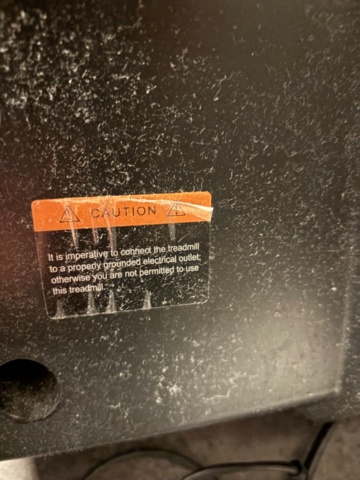 CAUTION
It is imperative to connect the treadmill
to a properly grounded electrical outlet;
otherwise you are not permitted to use
this treadmill.